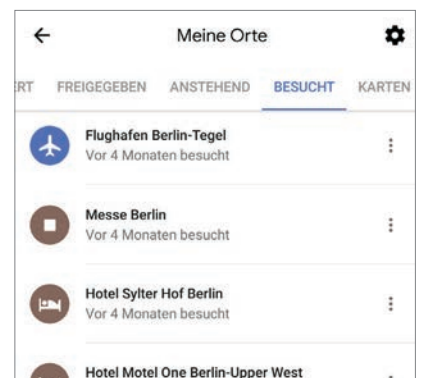 Meine Orte
ERT FREIGEGEBEN ANSTEHEND BESUCHT KARTEN
Flughafen Berlin-Tegel
Vor 4 Monaten besucht
Messe Berlin
Vor 4 Monaten besucht
Hotel Sylter Hof Berlin
Vor 4 Monaten besucht
Hotel Motel One Berlin-Upper West